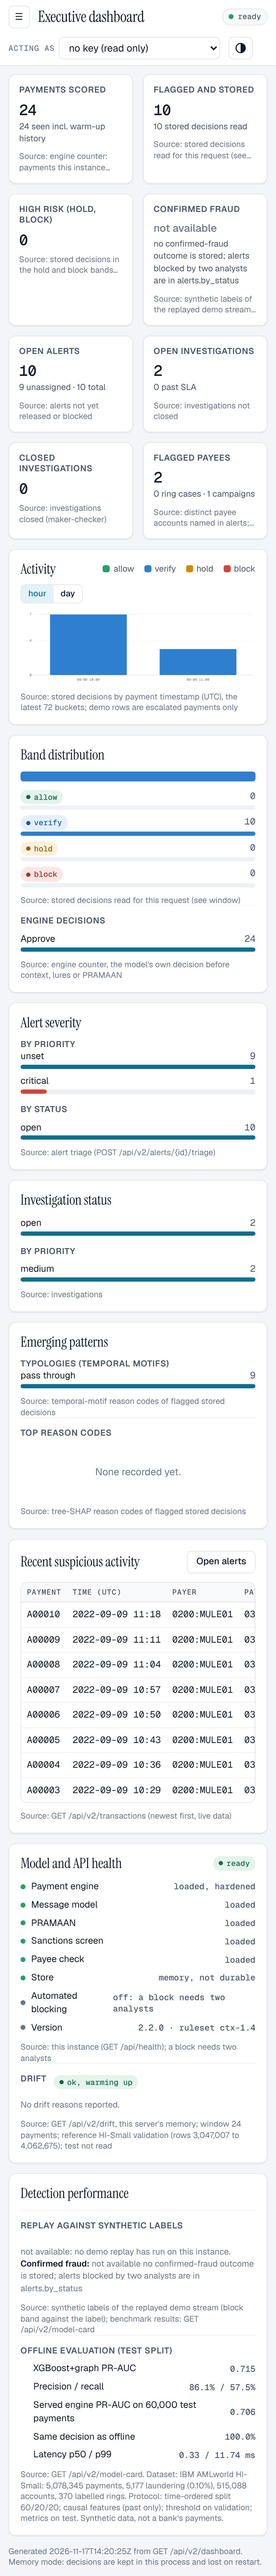 Executive dashboard
ready
ACTING AS
no key (read only)
PAYMENTS SCORED
24
24 seen incl. warm-up
history
Source: engine counter:
payments this instance…
FLAGGED AND STORED
10
10 stored decisions read
Source: stored decisions
read for this request (see…
HIGH RISK (HOLD,
BLOCK)
0
Source: stored decisions in
the hold and block bands…
CONFIRMED FRAUD
not available
no confirmed-fraud
outcome is stored; alerts
blocked by two analysts
are in alerts.by_status
Source: synthetic labels of
the replayed demo stream…
OPEN ALERTS
10
9 unassigned · 10 total
Source: alerts not yet
released or blocked
OPEN INVESTIGATIONS
2
0 past SLA
Source: investigations not
closed
CLOSED
INVESTIGATIONS
0
Source: investigations
closed (maker-checker)
FLAGGED PAYEES
2
0 ring cases · 1 campaigns
Source: distinct payee
accounts named in alerts;…
Activity
allow
verify
hold
block
hour
day
Source: stored decisions by payment timestamp (UTC), the
latest 72 buckets; demo rows are escalated payments only
Band distribution
allow 0
verify 10
hold 0
block 0
Source: stored decisions read for this request (see window)
ENGINE DECISIONS
Approve 24
Source: engine counter, the model's own decision before
context, lures or PRAMAAN
Alert severity
BY PRIORITY
unset 9
critical 1
BY STATUS
open 10
Source: alert triage (POST /api/v2/alerts/{id}/triage)
Investigation status
open 2
BY PRIORITY
medium 2
Source: investigations
Emerging patterns
TYPOLOGIES (TEMPORAL MOTIFS)
pass through 9
Source: temporal-motif reason codes of flagged stored
decisions
TOP REASON CODES
None recorded yet.
Source: tree-SHAP reason codes of flagged stored decisions
Recent suspicious activity
Open alerts
PAYMENT TIME (UTC) PAYER PA
A00010 2022-09-09 11:18 0200:MULE01 03
A00009 2022-09-09 11:11 0200:MULE01 03
A00008 2022-09-09 11:04 0200:MULE01 03
A00007 2022-09-09 10:57 0200:MULE01 03
A00006 2022-09-09 10:50 0200:MULE01 03
A00005 2022-09-09 10:43 0200:MULE01 03
A00004 2022-09-09 10:36 0200:MULE01 03
A00003 2022-09-09 10:29 0200:MULE01 03
Source: GET /api/v2/transactions (newest first, live data)
Model and API health
ready
Payment engine loaded, hardened
Message model loaded
PRAMAAN loaded
Sanctions screen loaded
Payee check loaded
Store memory, not durable
Automated
blocking
off: a block needs two
analysts
Version 2.2.0 · ruleset ctx-1.4
Source: this instance (GET /api/health); a block needs two
analysts
DRIFT
ok, warming up
No drift reasons reported.
Source: GET /api/v2/drift, this server's memory; window 24
payments; reference HI-Small validation (rows 3,047,007 to
4,062,675); test not read
Detection performance
REPLAY AGAINST SYNTHETIC LABELS
not available: no demo replay has run on this instance.
Confirmed fraud: not available no confirmed-fraud outcome
is stored; alerts blocked by two analysts are in
alerts.by_status
Source: synthetic labels of the replayed demo stream (block
band against the label); benchmark results: GET
/api/v2/model-card
OFFLINE EVALUATION (TEST SPLIT)
XGBoost+graph PR-AUC 0.715
Precision / recall 86.1% / 57.5%
Served engine PR-AUC on 60,000 test
payments
0.706
Same decision as offline 100.0%
Latency p50 / p99 0.33 / 11.74 ms
Source: GET /api/v2/model-card. Dataset: IBM AMLworld HI-
Small: 5,078,345 payments, 5,177 laundering (0.10%), 515,088
accounts, 370 labelled rings. Protocol: time-ordered split
60/20/20; causal features (past only); threshold on validation;
metrics on test. Synthetic, not a bank's payments.
Generated 2026-11-17T14:20:25Z from GET /api/v2/dashboard.
Memory mode: decisions are kept in this process and lost on restart.